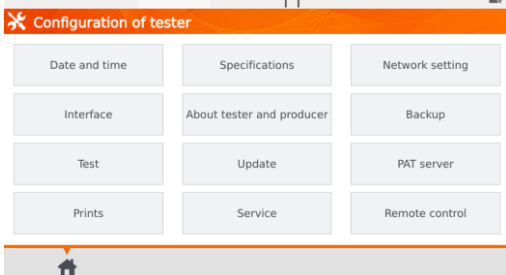 Configuration of tester
Date and time
Specifications
Network setting
Interface
About tester and producer
Backup
Test
Update
PAT server
Prints
Service
Remote control